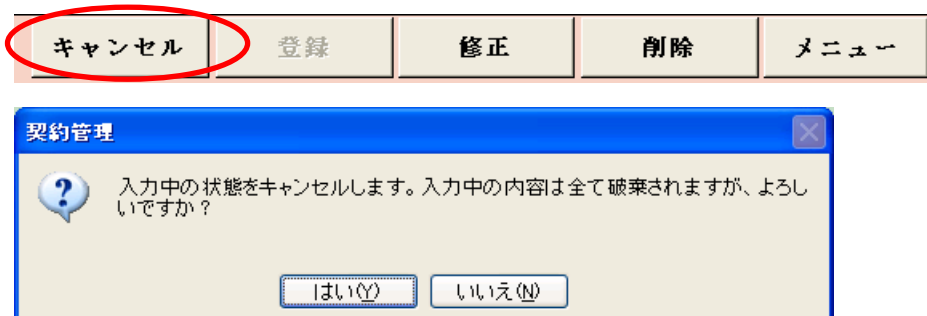 キャンセル 登録 修正 削除 メニュー
契約管理
入力中の状態をキャンセルします。入力中の内容は全て破棄されますが、よろし
いですか?
はい(Y) いいえ(N)